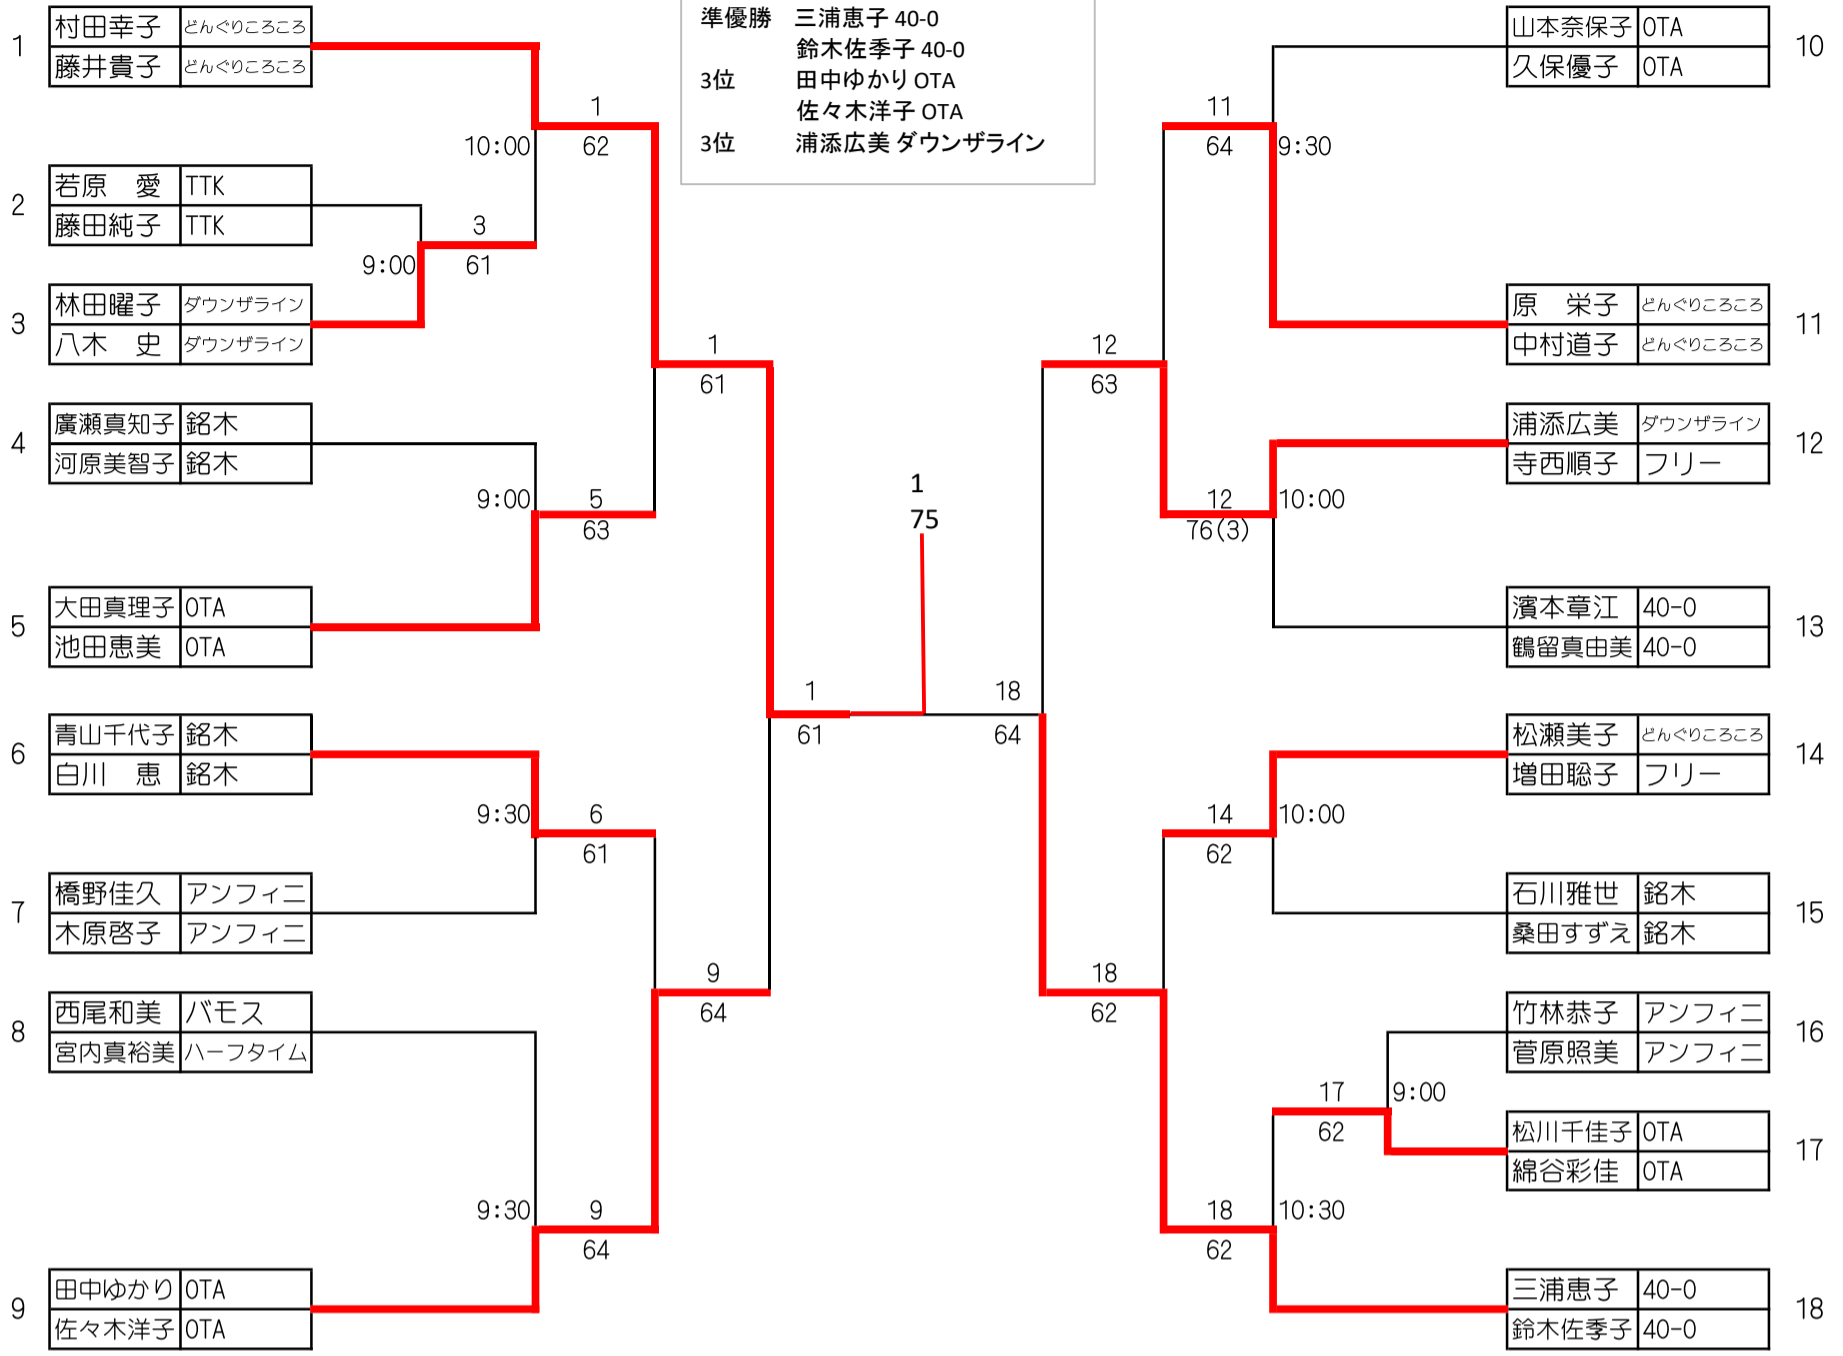 準優勝 三浦恵子 40-0
鈴木佐季子 40-0
3位 田中ゆかり OTA
佐々木洋子 OTA
3位 浦添広美 ダウンザライン
1 村田幸子 どんぐりころころ
藤井貴子 どんぐりころころ
2 若原 愛 TTK
藤田純子 TTK
3 林田曜子 ダウンザライン
八木 史 ダウンザライン
4 廣瀬真知子 銘木
河原美智子 銘木
5 大田真理子 OTA
池田恵美 OTA
6 青山千代子 銘木
白川 恵 銘木
7 橋野佳久 アンフィニ
木原啓子 アンフィニ
8 西尾和美 バモス
宮内真裕美 ハーフタイム
9 田中ゆかり OTA
佐々木洋子 OTA
10:00
1
62
9:00
3
61
1
61
9:00
5
63
9:30
6
61
9
64
9:30
9
64
1
61
1
75
18
64
11
64
9:30
12
63
12
76(3)
10:00
14
62
10:00
18
62
17
62
9:00
18
62
10:30
山本奈保子 OTA 10
久保優子 OTA
原 栄子 どんぐりころころ 11
中村道子 どんぐりころころ
浦添広美 ダウンザライン 12
寺西順子 フリー
濱本章江 40-0 13
鶴留真由美 40-0
松瀬美子 どんぐりころころ 14
増田聡子 フリー
石川雅世 銘木 15
桑田すずえ 銘木
竹林恭子 アンフィニ 16
菅原照美 アンフィニ
松川千佳子 OTA 17
綿谷彩佳 OTA
三浦恵子 40-0 18
鈴木佐季子 40-0